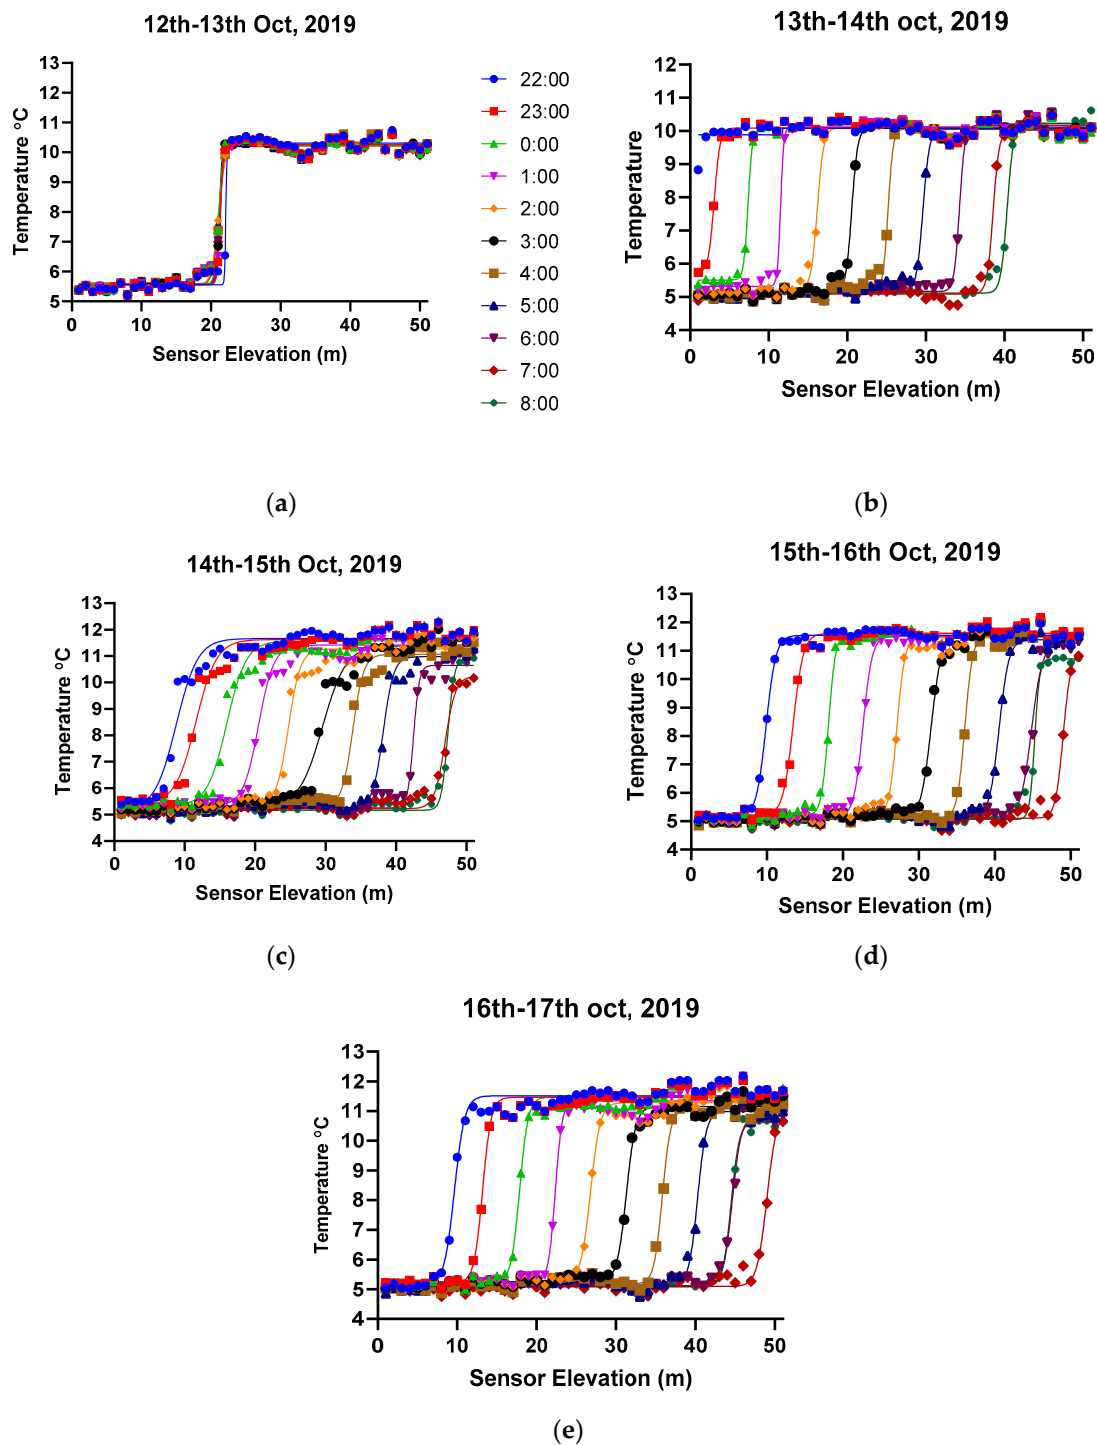 12th-13th Oct, 2019
Temperature °C
13
12
11
10
9
8
7
6
5
0 10 20 30 40 50
Sensor Elevation (m)
22:00
23:00
0:00
1:00
2:00
3:00
4:00
5:00
6:00
7:00
8:00
(a)
13th-14th oct, 2019
Temperature
12
11
10
9
8
7
6
5
4
0 10 20 30 40 50
Sensor Elevation (m)
(b)
14th-15th Oct, 2019
Temperature °C
13
12
11
10
9
8
7
6
5
4
0 10 20 30 40 50
Sensor Elevation (m)
(c)
15th-16th Oct, 2019
Temperature °C
13
12
11
10
9
8
7
6
5
4
0 10 20 30 40 50
Sensor Elevation (m)
(d)
16th-17th oct, 2019
Temperature °C
13
12
11
10
9
8
7
6
5
4
0 10 20 30 40 50
Sensor Elevation (m)
(e)